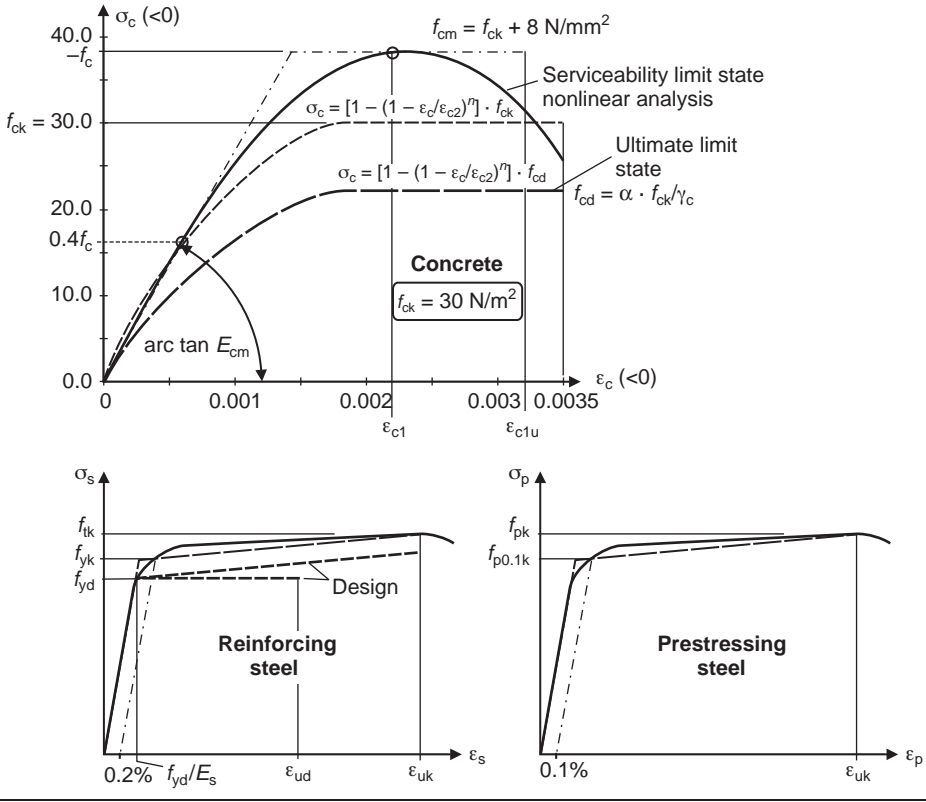 σc (<0)
fcm = fck + 8 N/mm²
40.0
–fc
Serviceability limit state
nonlinear analysis
σc = [1 – (1 – εc/εc2)ⁿ] · fck
fck = 30.0
Ultimate limit
state
σc = [1 – (1 – εc/εc2)ⁿ] · fcd
fcd = α · fck/γc
20.0
0.4fc
Concrete
fck = 30 N/m²
10.0
arc tan Ecm
0.0
εc (<0)
0 0.001 0.002 0.003 0.0035
εc1 εc1u
σs
ftk
fyk
fyd
Design
Reinforcing
steel
εs
0.2% fyd/Es εud εuk
σp
fpk
fp0.1k
Prestressing
steel
εp
0.1% εuk